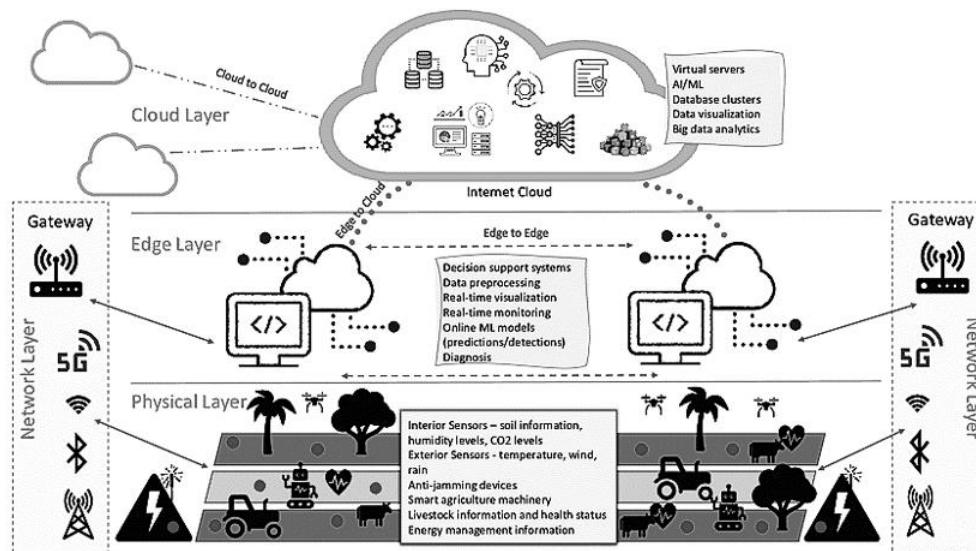 Cloud to Cloud
Cloud Layer
Virtual servers
AI/ML
Database clusters
Data visualization
Big data analytics
Internet Cloud
Edge to Cloud
Gateway
Edge Layer
Edge to Edge
Gateway
Decision support systems
Data preprocessing
Real-time visualization
Real-time monitoring
Online ML models
(predictions/detections)
Diagnosis
</>
</>
Network Layer
5G
Network Layer
5G
Physical Layer
Interior Sensors – soil information,
humidity levels, CO2 levels
Exterior Sensors - temperature, wind,
rain
Anti-jamming devices
Smart agriculture machinery
Livestock information and health status
Energy management information